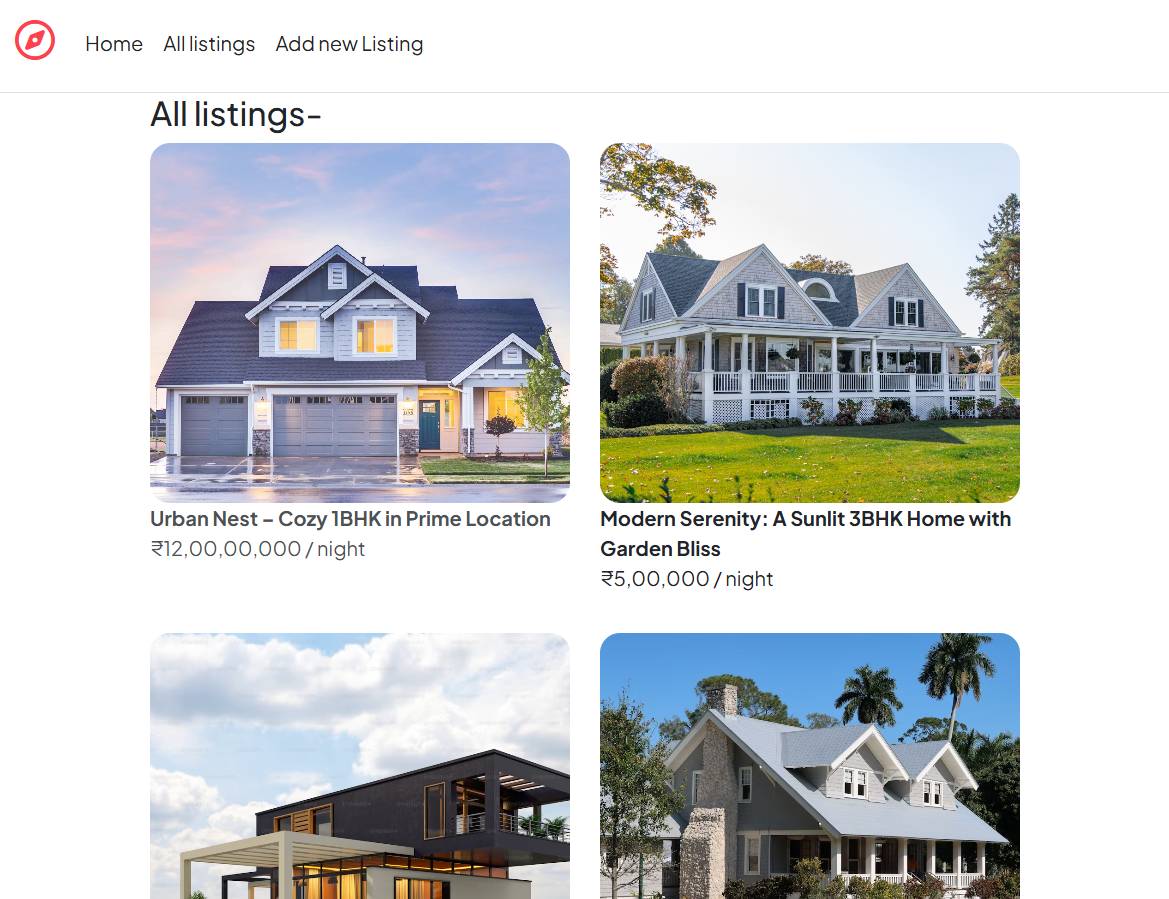 Home All listings Add new Listing
All listings-
Urban Nest – Cozy 1BHK in Prime Location
₹12,00,00,000 / night
Modern Serenity: A Sunlit 3BHK Home with
Garden Bliss
₹5,00,000 / night